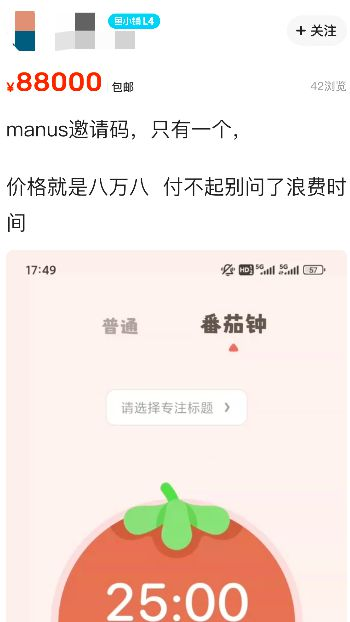 鱼小铺 L4
+ 关注
¥88000 包邮
42浏览
manus邀请码，只有一个，
价格就是八万八 付不起别问了浪费时
间
17:49
HD 5G 5G 57
普通
番茄钟
请选择专注标题 >
25:00